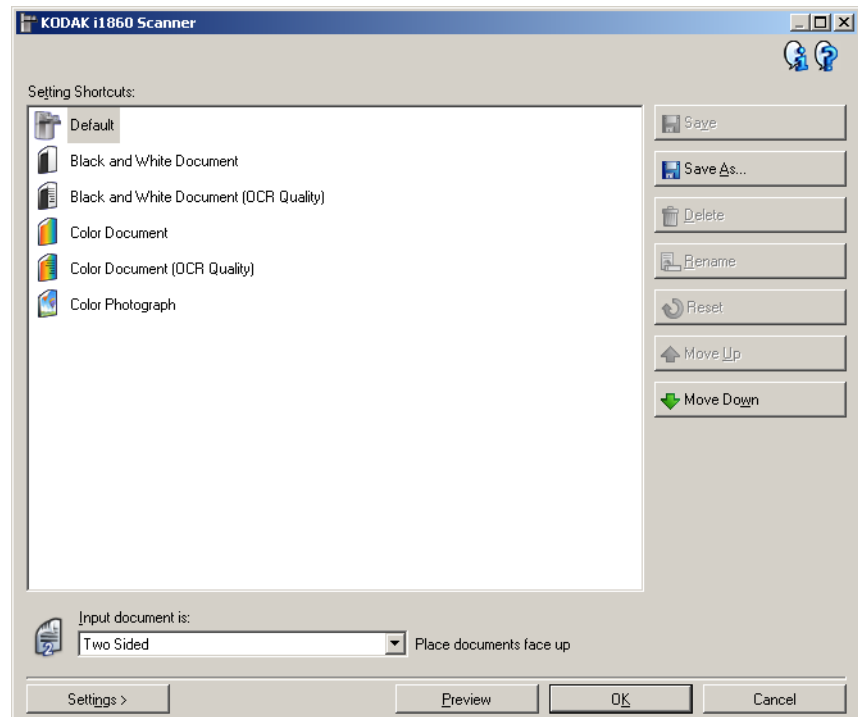 KODAK i1860 Scanner
Setting Shortcuts:
Default
Black and White Document
Black and White Document (OCR Quality)
Color Document
Color Document (OCR Quality)
Color Photograph
Save
Save As...
Delete
Rename
Reset
Move Up
Move Down
Input document is:
2
Two Sided
Place documents face up
Settings >
Preview
OK
Cancel